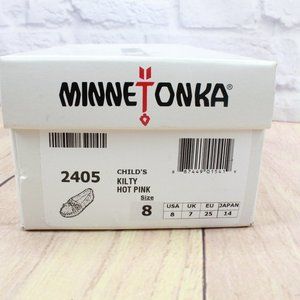 MINNETONKA
®
2405
CHILD'S
KILTY
HOT PINK
Size
8
USA UK EU JAPAN
8 7 25 14